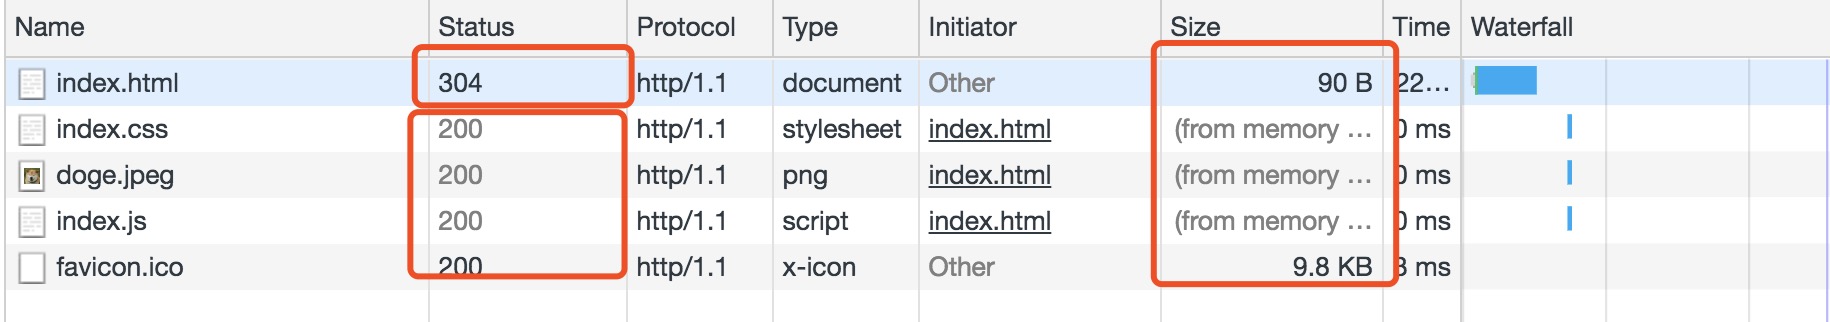 Name Status Protocol Type Initiator Size Time Waterfall
index.html 304 http/1.1 document Other 90 B 22…
index.css 200 http/1.1 stylesheet index.html (from memory … 0 ms
doge.jpeg 200 http/1.1 png index.html (from memory … 0 ms
index.js 200 http/1.1 script index.html (from memory … 0 ms
favicon.ico 200 http/1.1 x-icon Other 9.8 KB ms